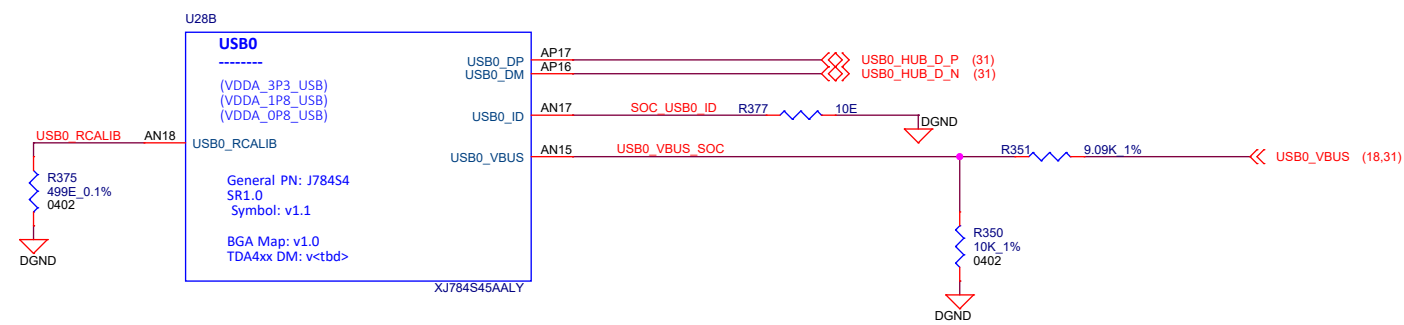 U28B
USB0
--------
(VDDA_3P3_USB)
(VDDA_1P8_USB)
(VDDA_0P8_USB)
USB0_RCALIB AN18 USB0_RCALIB
R375
499E_0.1%
0402
DGND
General PN: J784S4
SR1.0
Symbol: v1.1
BGA Map: v1.0
TDA4xx DM: v<tbd>
XJ784S45AALY
USB0_DP AP17 USB0_HUB_D_P (31)
USB0_DM AP16 USB0_HUB_D_N (31)
USB0_ID AN17 SOC_USB0_ID R377 10E
DGND
USB0_VBUS AN15 USB0_VBUS_SOC R351 9.09K_1% USB0_VBUS (18,31)
R350
10K_1%
0402
DGND